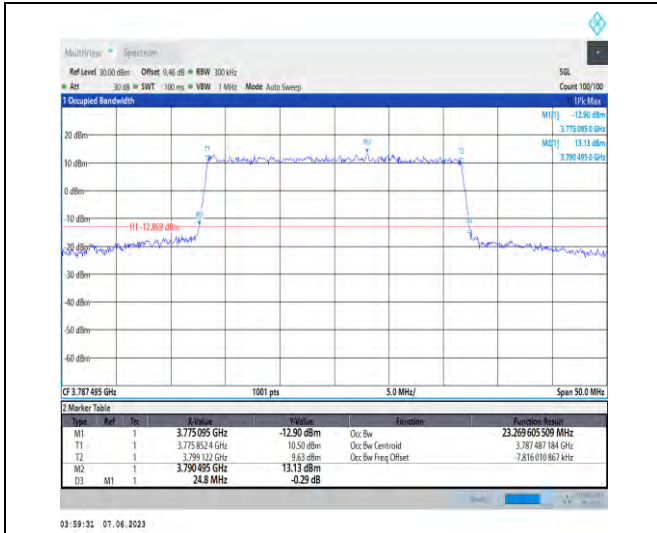 MultiView Spectrum
Ref Level 30.00 dBm Offset 9.46 dB RBW 300 kHz SGL
Att 30 dB SWT 100 ms VBW 1 MHz Mode Auto Sweep Count 100/100
1 Occupied Bandwidth 1Pk Max
M1[1] -12.90 dBm
3.775 095 0 GHz
M2[1] 13.13 dBm
3.790 495 0 GHz
20 dBm
T1
M2
T2
10 dBm
0 dBm
-10 dBm
H1 -12.869 dBm
-20 dBm
-30 dBm
-40 dBm
-50 dBm
-60 dBm
CF 3.787 495 GHz 1001 pts 5.0 MHz/ Span 50.0 MHz
2 Marker Table
Type Ref Trc X-Value Y-Value Function Function Result
M1 1 3.775 095 GHz -12.90 dBm Occ Bw 23.269 605 509 MHz
T1 1 3.775 852 4 GHz 10.50 dBm Occ Bw Centroid 3.787 487 184 GHz
T2 1 3.799 122 GHz 9.63 dBm Occ Bw Freq Offset -7.816 010 867 kHz
M2 1 3.790 495 GHz 13.13 dBm
D3 M1 1 24.8 MHz -0.29 dB
03:59:31 07.06.2023